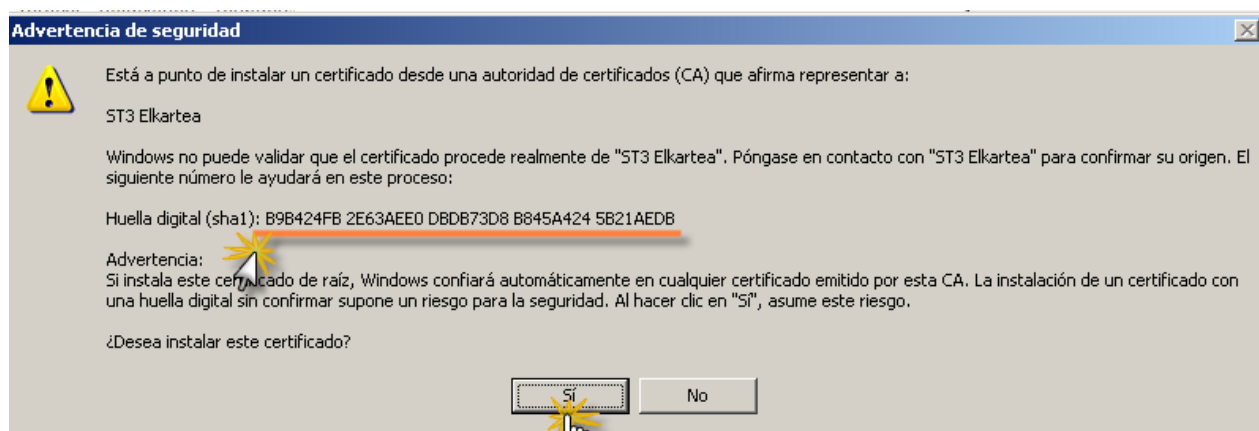 Advertencia de seguridad
Está a punto de instalar un certificado desde una autoridad de certificados (CA) que afirma representar a:
ST3 Elkartea
Windows no puede validar que el certificado procede realmente de "ST3 Elkartea". Póngase en contacto con "ST3 Elkartea" para confirmar su origen. El
siguiente número le ayudará en este proceso:
Huella digital (sha1): B9B424FB 2E63AEE0 DBDB73D8 B845A424 5B21AEDB
Advertencia:
Si instala este certificado de raíz, Windows confiará automáticamente en cualquier certificado emitido por esta CA. La instalación de un certificado con
una huella digital sin confirmar supone un riesgo para la seguridad. Al hacer clic en "Sí", asume este riesgo.
¿Desea instalar este certificado?
Sí
No